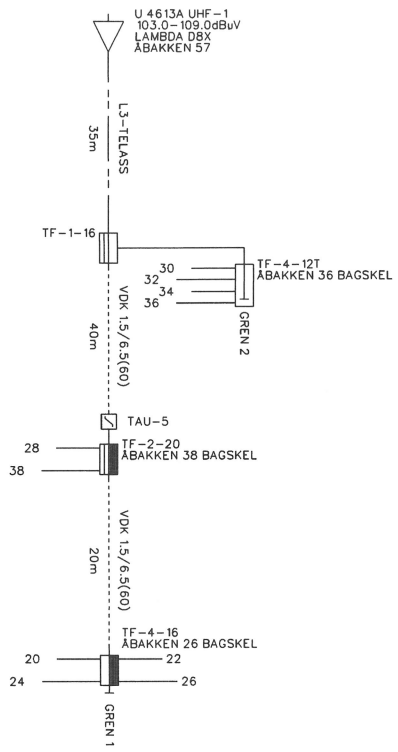 U 4613A UHF-1
103.0-109.0dBuV
LAMBDA D8X
ÅBAKKEN 57
L3-TELASS
35m
TF-1-16
TF-4-12T
ÅBAKKEN 36 BAGSKEL
30
32
34
36
GREN 2
VDK 1.5/6.5(60)
40m
TAU-5
TF-2-20
ÅBAKKEN 38 BAGSKEL
28
38
VDK 1.5/6.5(60)
20m
TF-4-16
ÅBAKKEN 26 BAGSKEL
20
22
24
26
GREN 1